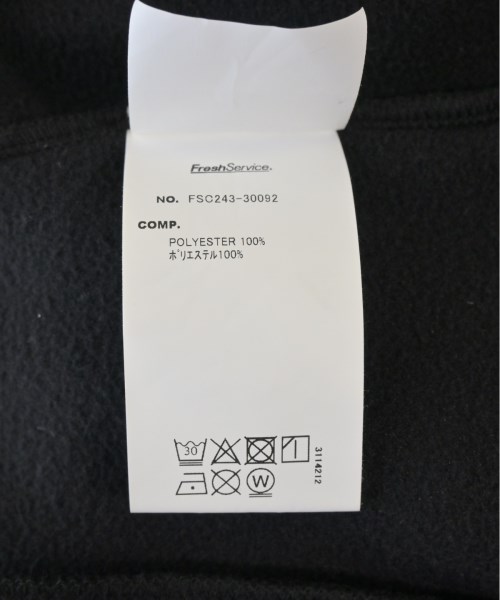 FreshService.
NO. FSC243-30092
COMP.
POLYESTER 100%
ポリエステル100%
30
W
3114212